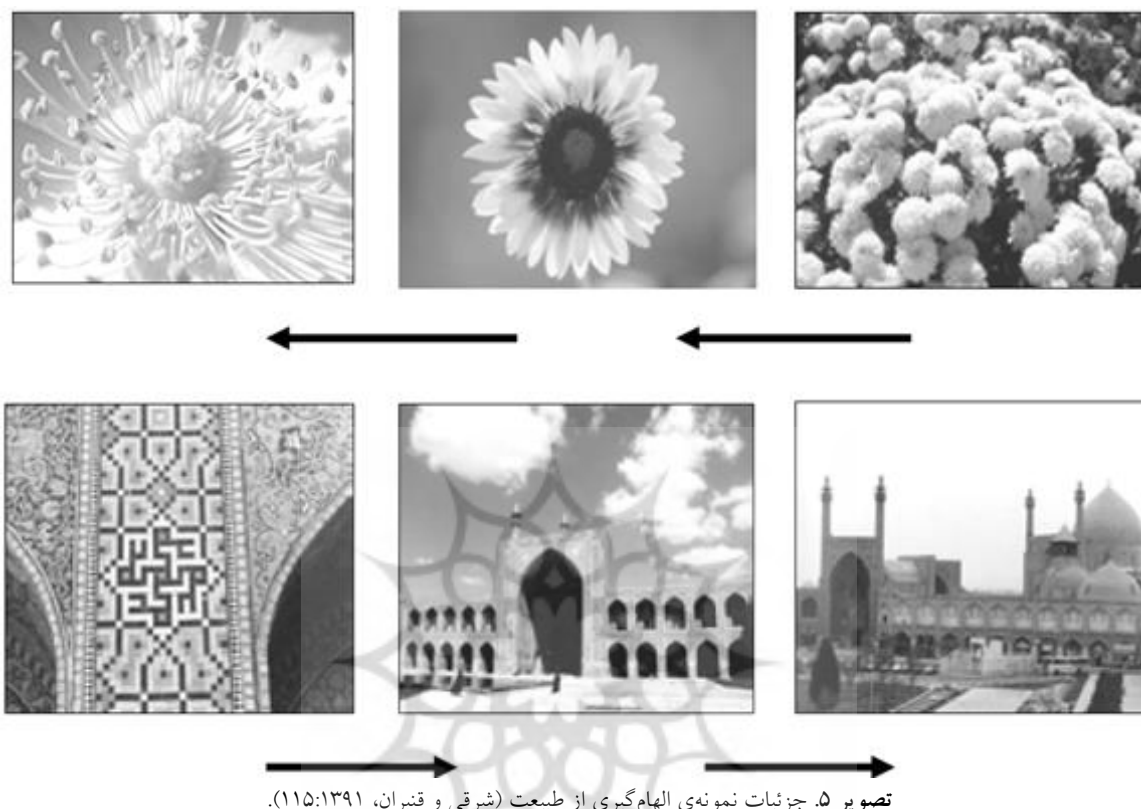 تصویر ۵. جزئیات نمونه‌ی الهام‌گیری از طبیعت (شرقی و قنبران، ۱۱۵:۱۳۹۱).